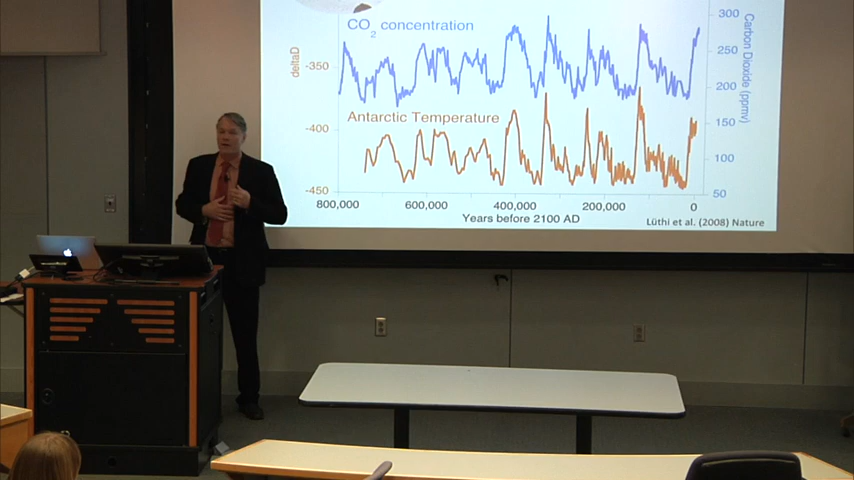 CO2 concentration
300
250
200
150
100
50
Carbon Dioxide (ppmv)
deltaD
-350
-400
-450
Antarctic Temperature
800,000
600,000
400,000
200,000
0
Years before 2100 AD
Lüthi et al. (2008) Nature